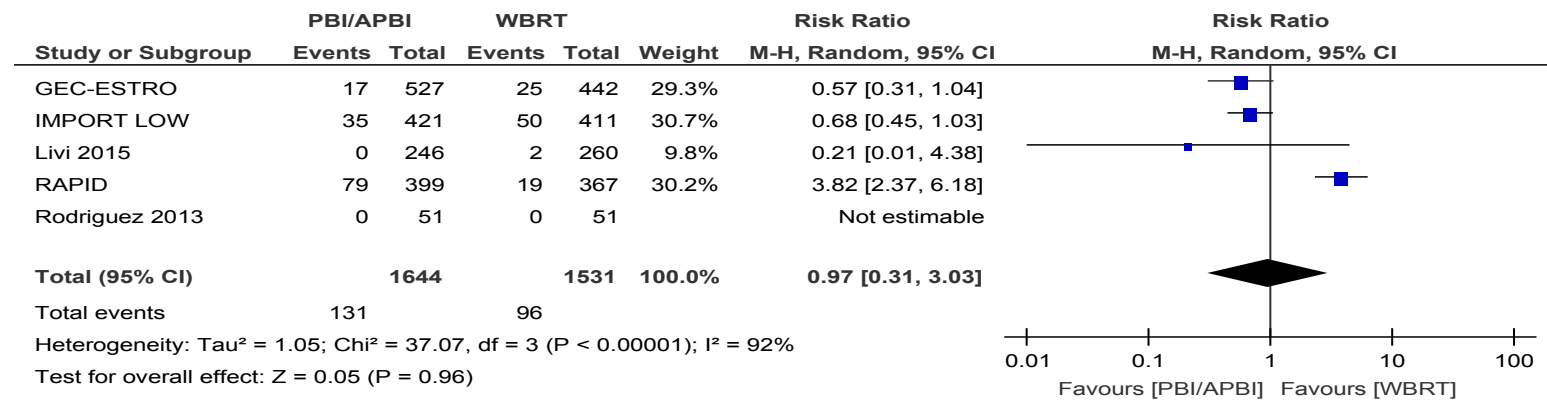 PBI/APBI WBRT Risk Ratio Risk Ratio
Study or Subgroup Events Total Events Total Weight M-H, Random, 95% CI M-H, Random, 95% CI
GEC-ESTRO 17 527 25 442 29.3% 0.57 [0.31, 1.04]
IMPORT LOW 35 421 50 411 30.7% 0.68 [0.45, 1.03]
Livi 2015 0 246 2 260 9.8% 0.21 [0.01, 4.38]
RAPID 79 399 19 367 30.2% 3.82 [2.37, 6.18]
Rodriguez 2013 0 51 0 51 Not estimable
Total (95% CI) 1644 1531 100.0% 0.97 [0.31, 3.03]
Total events 131 96
Heterogeneity: Tau² = 1.05; Chi² = 37.07, df = 3 (P < 0.00001); I² = 92%
Test for overall effect: Z = 0.05 (P = 0.96)
0.01 0.1 1 10 100
Favours [PBI/APBI] Favours [WBRT]